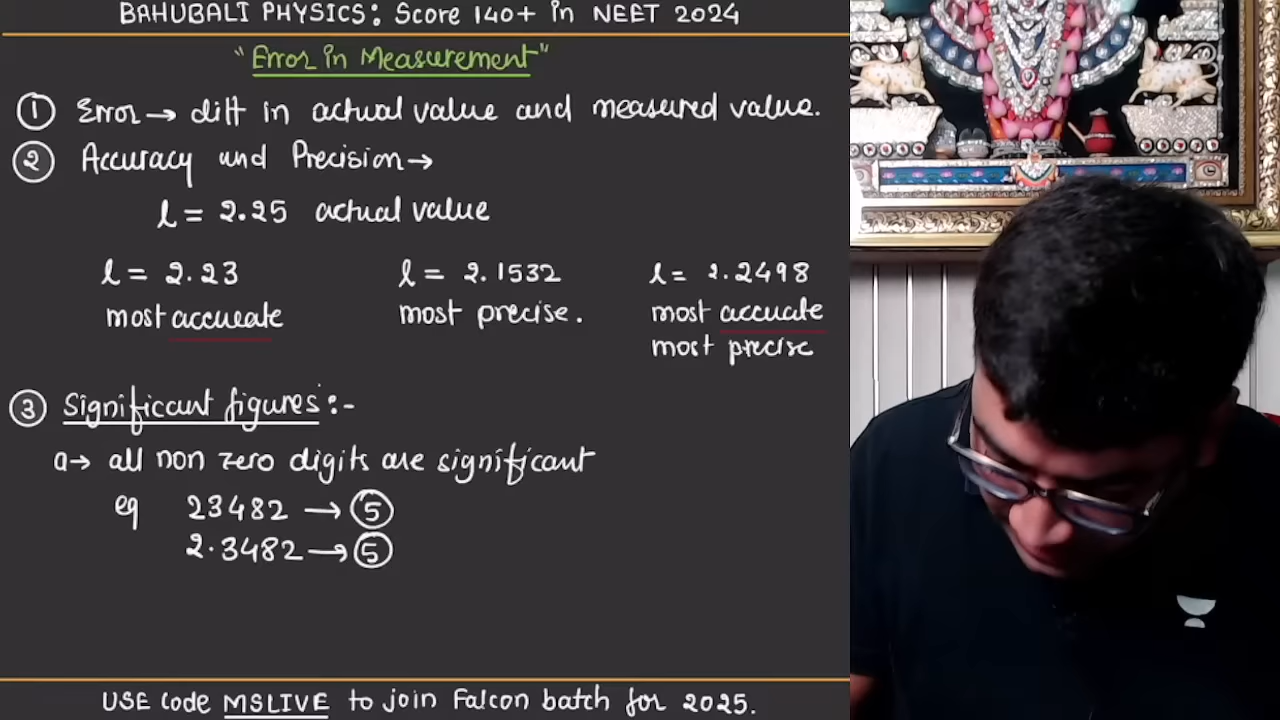 BAHUBALI PHYSICS: Score 140+ in NEET 2024
"Error in Measurement"
① Error → diff in actual value and measured value.
② Accuracy and Precision →
l = 2.25 actual value
l = 2.23 l = 2.1532 l = 2.2498
most accurate most precise. most accurate
most precise
③ Significant figures :-
a → all non zero digits are significant
eg 23482 → ⑤
2.3482 → ⑤
USE Code MSLIVE to join Falcon batch for 2025.